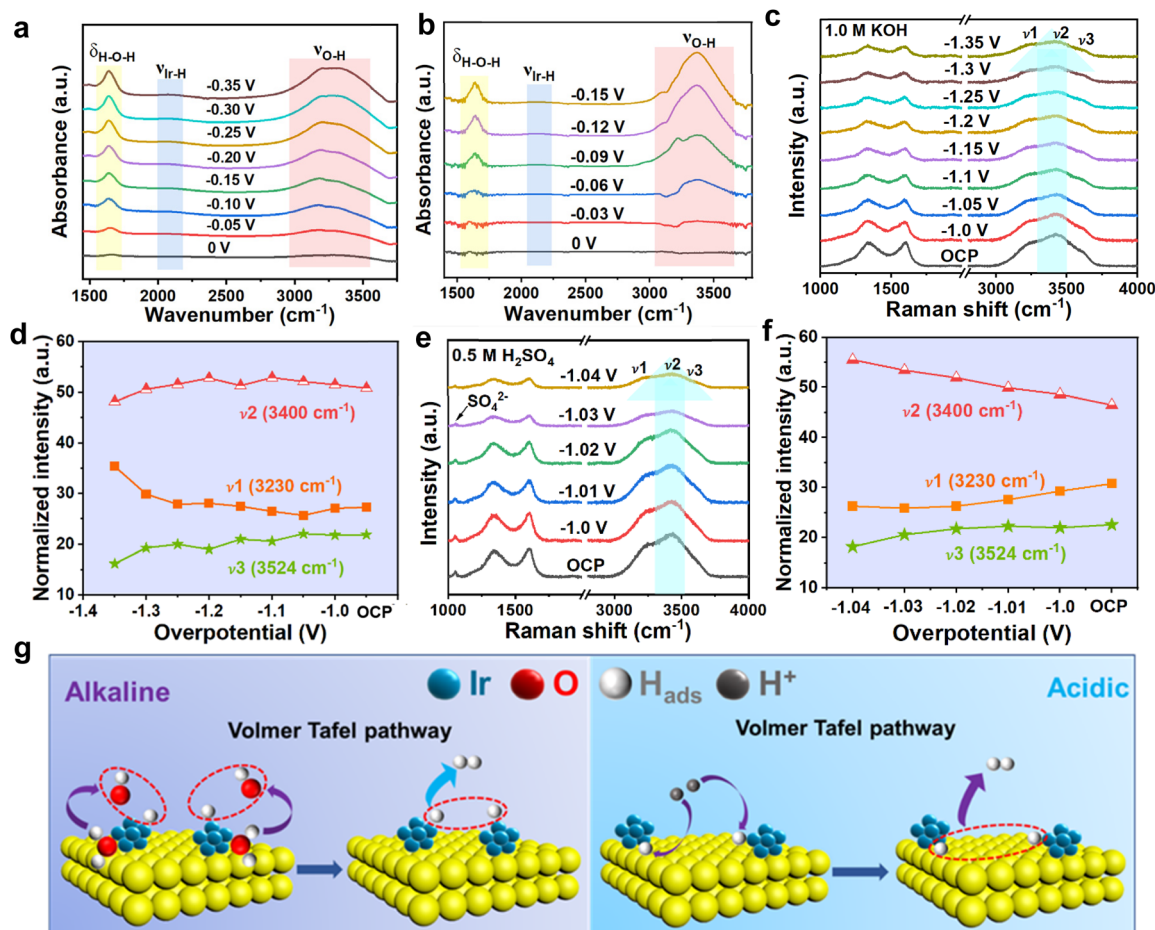 a
δH-O-H
νIr-H
νO-H
-0.35 V
-0.30 V
-0.25 V
-0.20 V
-0.15 V
-0.10 V
-0.05 V
0 V
Absorbance (a.u.)
1500 2000 2500 3000 3500
Wavenumber (cm⁻¹)
b
δH-O-H
νIr-H
νO-H
-0.15 V
-0.12 V
-0.09 V
-0.06 V
-0.03 V
0 V
Absorbance (a.u.)
1500 2000 2500 3000 3500
Wavenumber (cm⁻¹)
c
1.0 M KOH
ν1 ν2 ν3
-1.35 V
-1.3 V
-1.25 V
-1.2 V
-1.15 V
-1.1 V
-1.05 V
-1.0 V
OCP
Intensity (a.u.)
1000 1500 3000 3500 4000
Raman shift (cm⁻¹)
d
Normalized intensity (a.u.)
60
50
40
30
20
10
ν2 (3400 cm⁻¹)
ν1 (3230 cm⁻¹)
ν3 (3524 cm⁻¹)
-1.4 -1.3 -1.2 -1.1 -1.0 OCP
Overpotential (V)
e
0.5 M H₂SO₄
ν1 ν2 ν3
SO₄²⁻
-1.04 V
-1.03 V
-1.02 V
-1.01 V
-1.0 V
OCP
Intensity (a.u.)
1000 1500 3000 3500 4000
Raman shift (cm⁻¹)
f
Normalized intensity (a.u.)
60
50
40
30
20
10
ν2 (3400 cm⁻¹)
ν1 (3230 cm⁻¹)
ν3 (3524 cm⁻¹)
-1.04 -1.03 -1.02 -1.01 -1.0 OCP
Overpotential (V)
g
Alkaline
Ir O Hads H⁺
Acidic
Volmer Tafel pathway
Volmer Tafel pathway